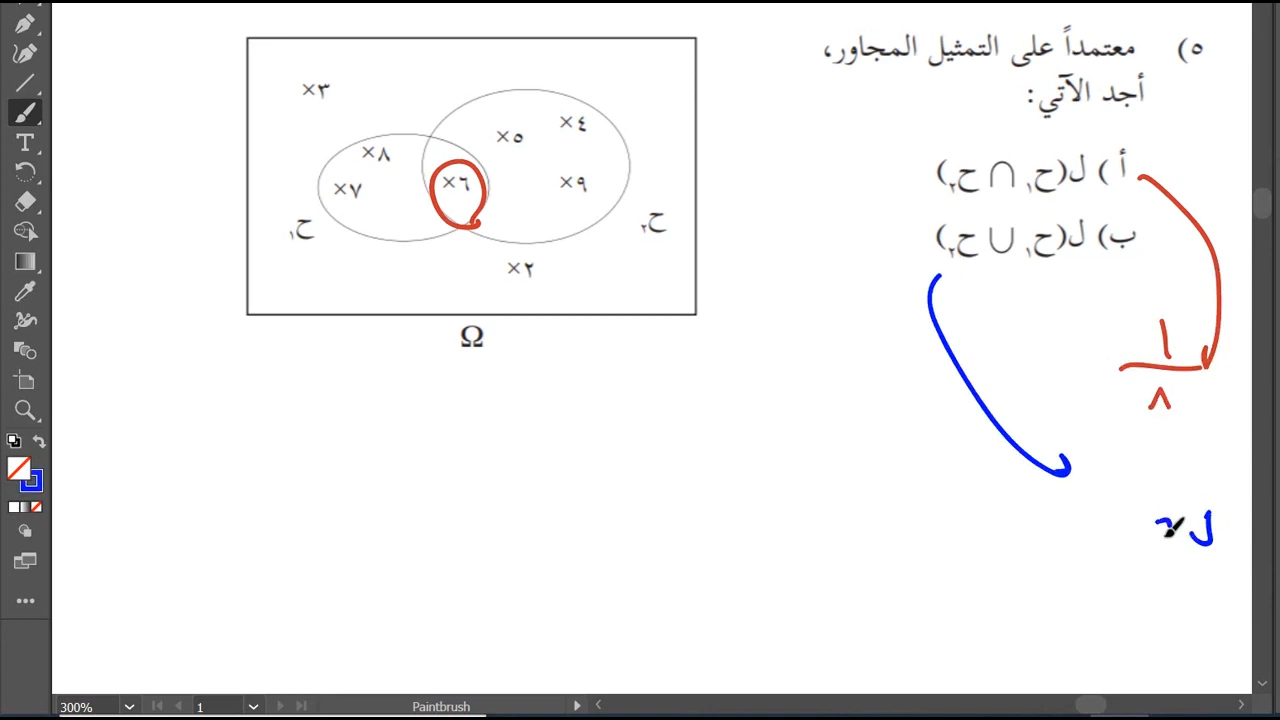 ٥) معتمداً على التمثيل المجاور،
أجد الآتي:
أ ) ل(ح١ ∩ ح٢)
ب) ل(ح١ ∪ ح٢)
×٣
×٤
×٥
×٨
×٦
×٩
×٧
ح١
ح٢
×٢
Ω
١
٨
ل ح
300%
1
Paintbrush